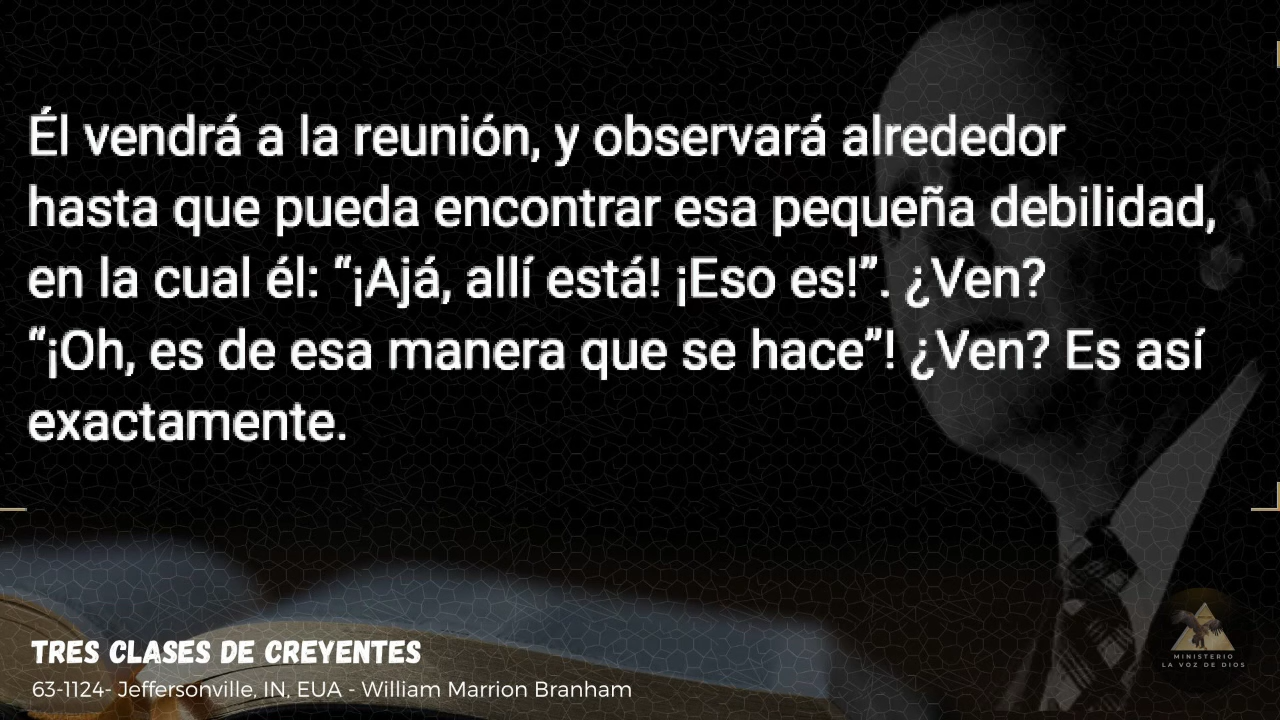 Él vendrá a la reunión, y observará alrededor
hasta que pueda encontrar esa pequeña debilidad,
en la cual él: “¡Ajá, allí está! ¡Eso es!”. ¿Ven?
“¡Oh, es de esa manera que se hace”! ¿Ven? Es así
exactamente.
TRES CLASES DE CREYENTES
63-1124- Jeffersonville, IN, EUA - William Marrion Branham
MINISTERIO
LA VOZ DE DIOS